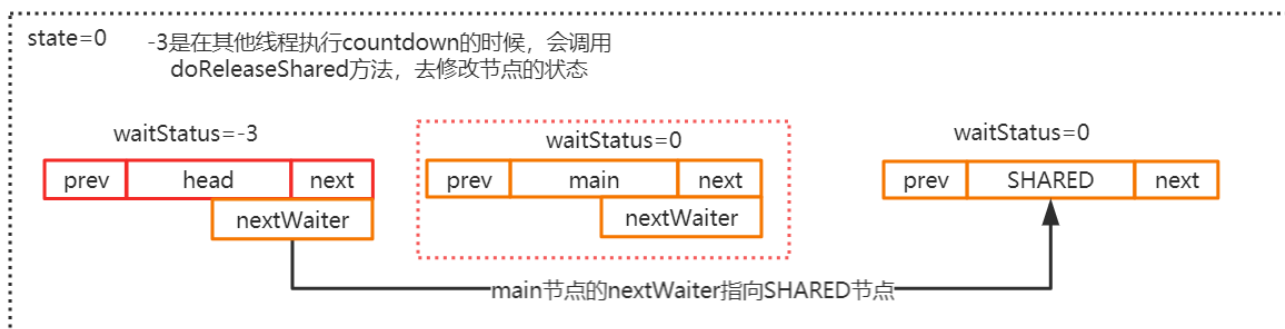 state=0
-3是在其他线程执行countdown的时候，会调用
doReleaseShared方法，去修改节点的状态
waitStatus=-3
waitStatus=0
waitStatus=0
prev head next
prev main next
prev SHARED next
nextWaiter
nextWaiter
main节点的nextWaiter指向SHARED节点